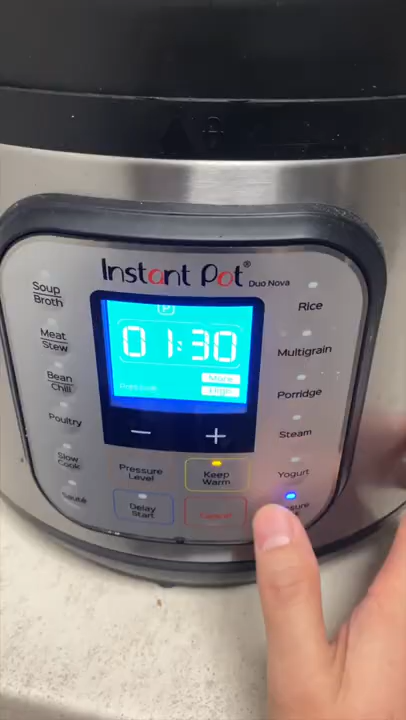 Instant Pot®
Duo Nova
Soup
Broth
Meat
Stew
Bean
Chili
Poultry
Slow
Cook
Sauté
01:30
More
High
Rice
Multigrain
Porridge
Steam
Yogurt
− +
Pressure
Level
Keep
Warm
Delay
Start
Cancel